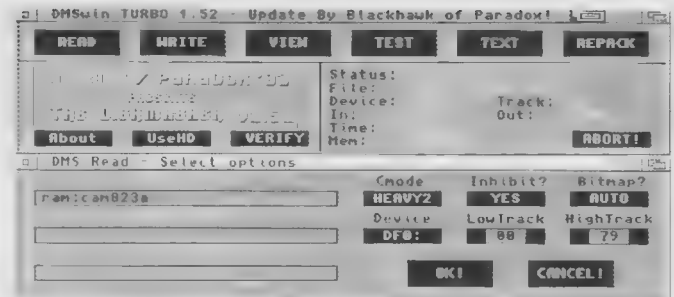 DMSwin TURBO 1.52 - Update By Blackhawk of Paradox!
READ WRITE VIEW TEST TEXT REPACK
Status:
File:
Device: Track:
In: Out:
Time:
Mem:
About UseHD VERIFY ABORT!
DMS Read - Select options
Cmode Inhibit? Bitmap?
ram:cam823a HEAVY2 YES AUTO
Device LowTrack HighTrack
DF0: 00 79
OK! CANCEL!